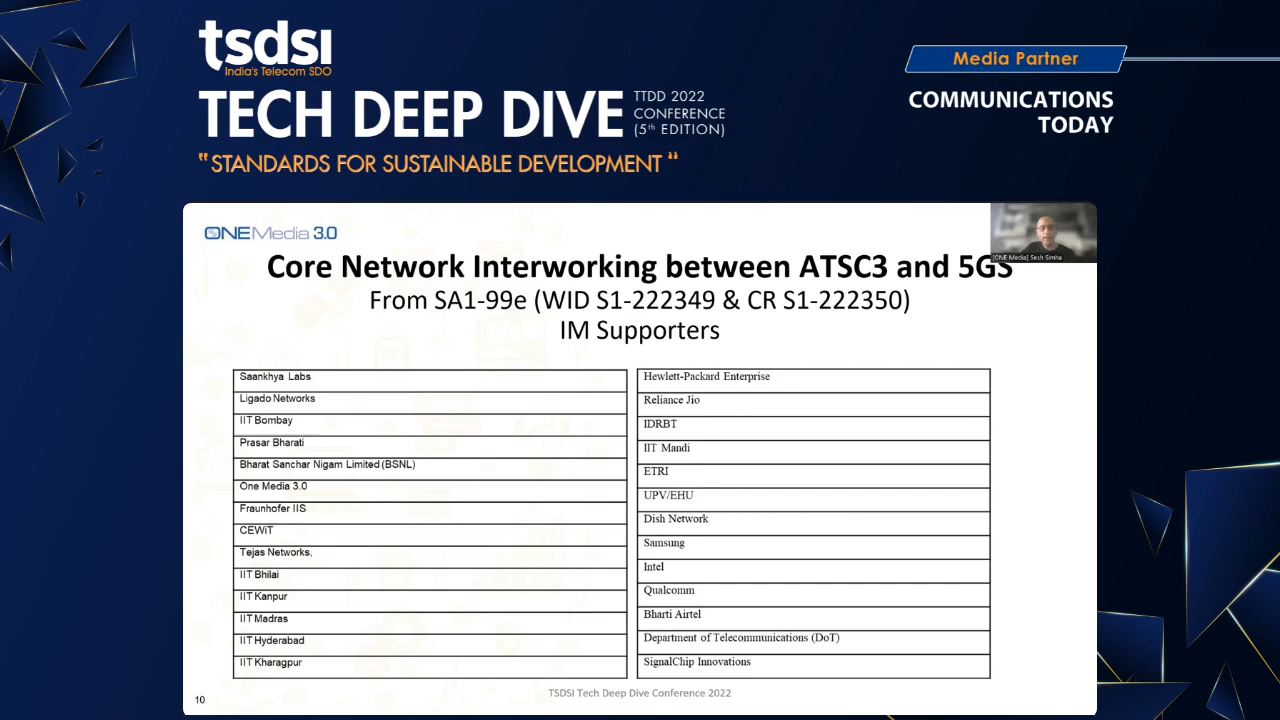 tsdsi
India's Telecom SDO
TECH DEEP DIVE
TTDD 2022
CONFERENCE
(5th EDITION)
"STANDARDS FOR SUSTAINABLE DEVELOPMENT"
Media Partner
COMMUNICATIONS
TODAY
ONEMedia 3.0
[ONE Media] Sesh Simha
Core Network Interworking between ATSC3 and 5GS
From SA1-99e (WID S1-222349 & CR S1-222350)
IM Supporters
Saankhya Labs
Ligado Networks
IIT Bombay
Prasar Bharati
Bharat Sanchar Nigam Limited (BSNL)
One Media 3.0
Fraunhofer IIS
CEWiT
Tejas Networks,
IIT Bhilai
IIT Kanpur
IIT Madras
IIT Hyderabad
IIT Kharagpur
Hewlett-Packard Enterprise
Reliance Jio
IDRBT
IIT Mandi
ETRI
UPV/EHU
Dish Network
Samsung
Intel
Qualcomm
Bharti Airtel
Department of Telecommunications (DoT)
SignalChip Innovations
10
TSDSI Tech Deep Dive Conference 2022